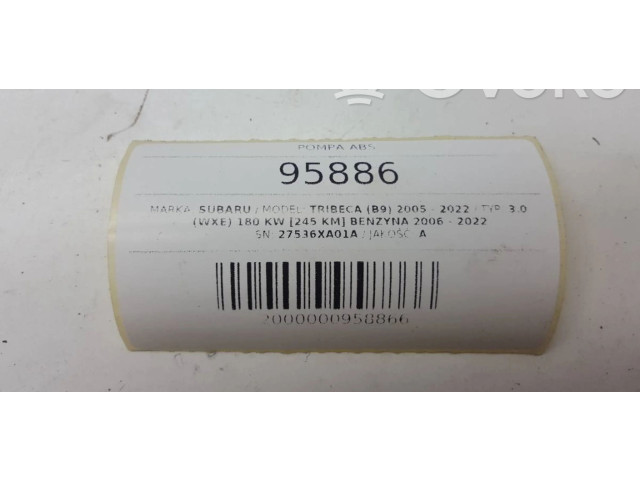 POMPA ABS
95886
MARKA: SUBARU / MODEL: TRIBECA (B9) 2005 - 2022 / TYP: 3.0
(WXE) 180 KW [245 KM] BENZYNA 2006 - 2022
SN: 27536XA01A / JAKOŚĆ: A
2000000958866